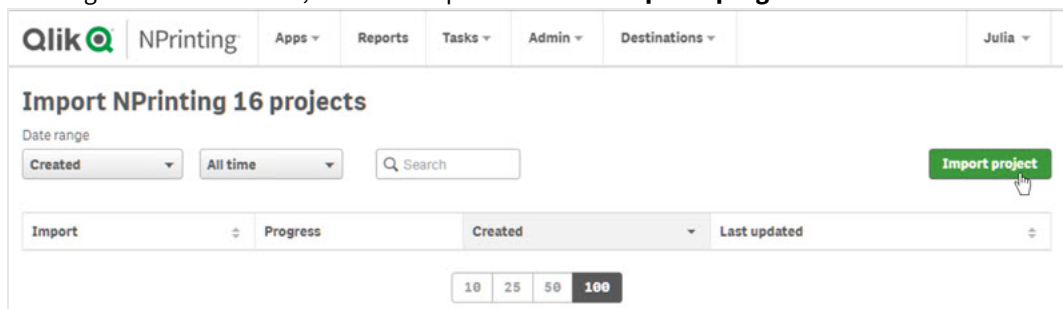 Qlik Q NPrinting Apps Reports Tasks Admin Destinations Julia
Import NPrinting 16 projects
Date range
Created All time Search Import project
Import Progress Created Last updated
10 25 50 100